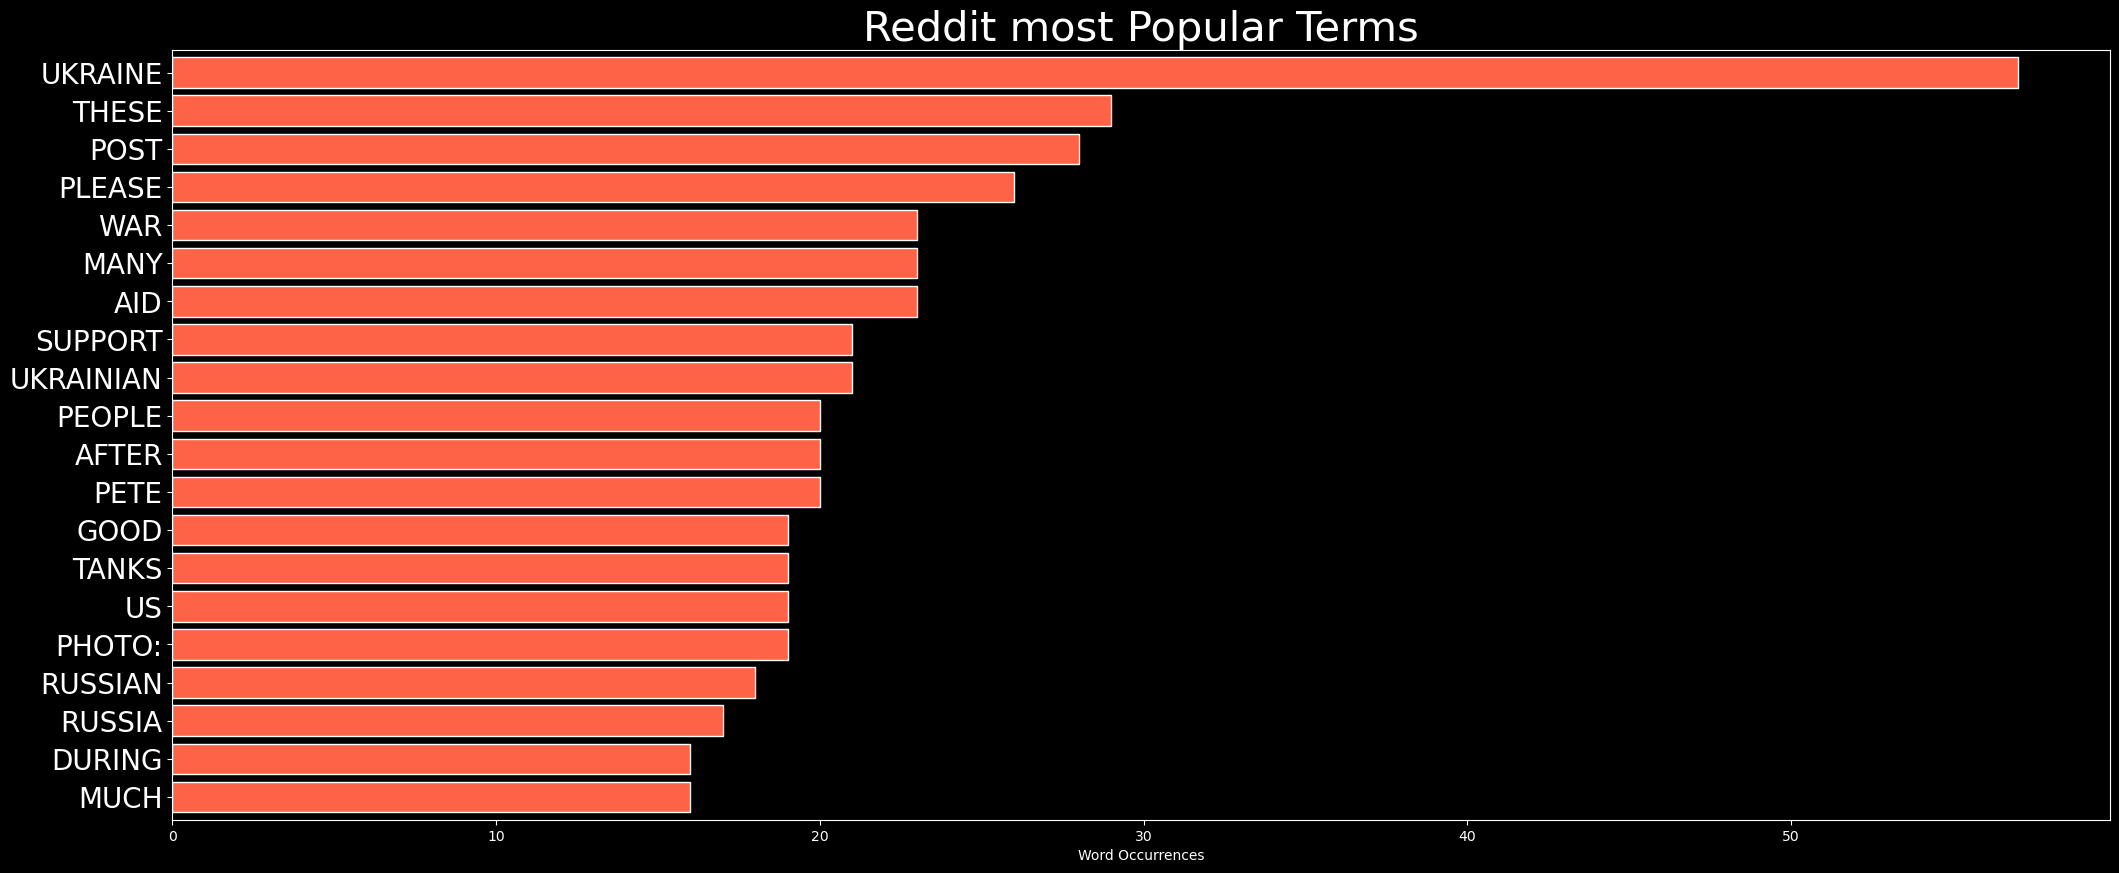 Reddit most Popular Terms
UKRAINE
THESE
POST
PLEASE
WAR
MANY
AID
SUPPORT
UKRAINIAN
PEOPLE
AFTER
PETE
GOOD
TANKS
US
PHOTO:
RUSSIAN
RUSSIA
DURING
MUCH
0 10 20 30 40 50
Word Occurrences